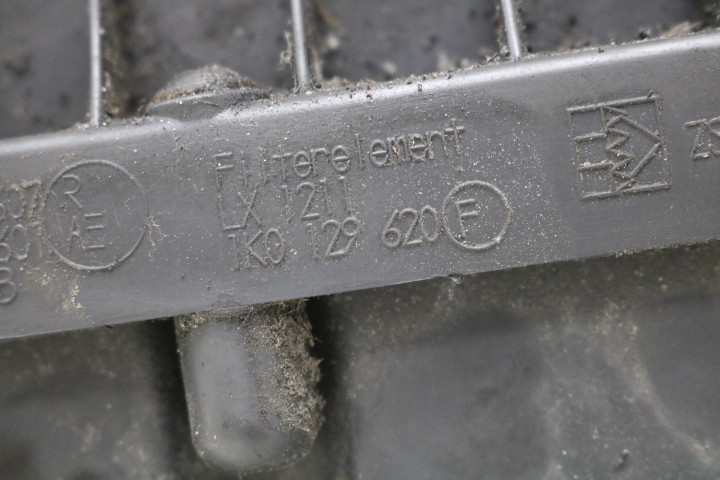 Filterelement
LX 1211
1K0 129 620 F
R
AE